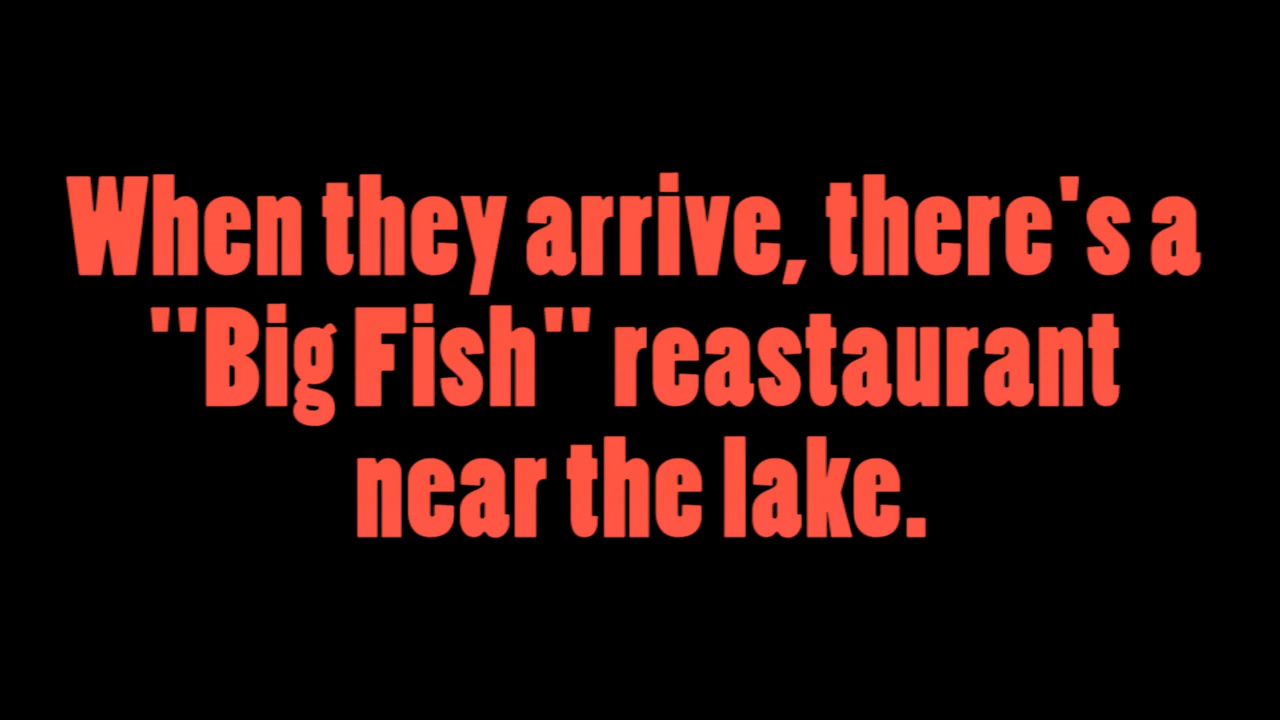 When they arrive, there's a
"Big Fish" reastaurant
near the lake.